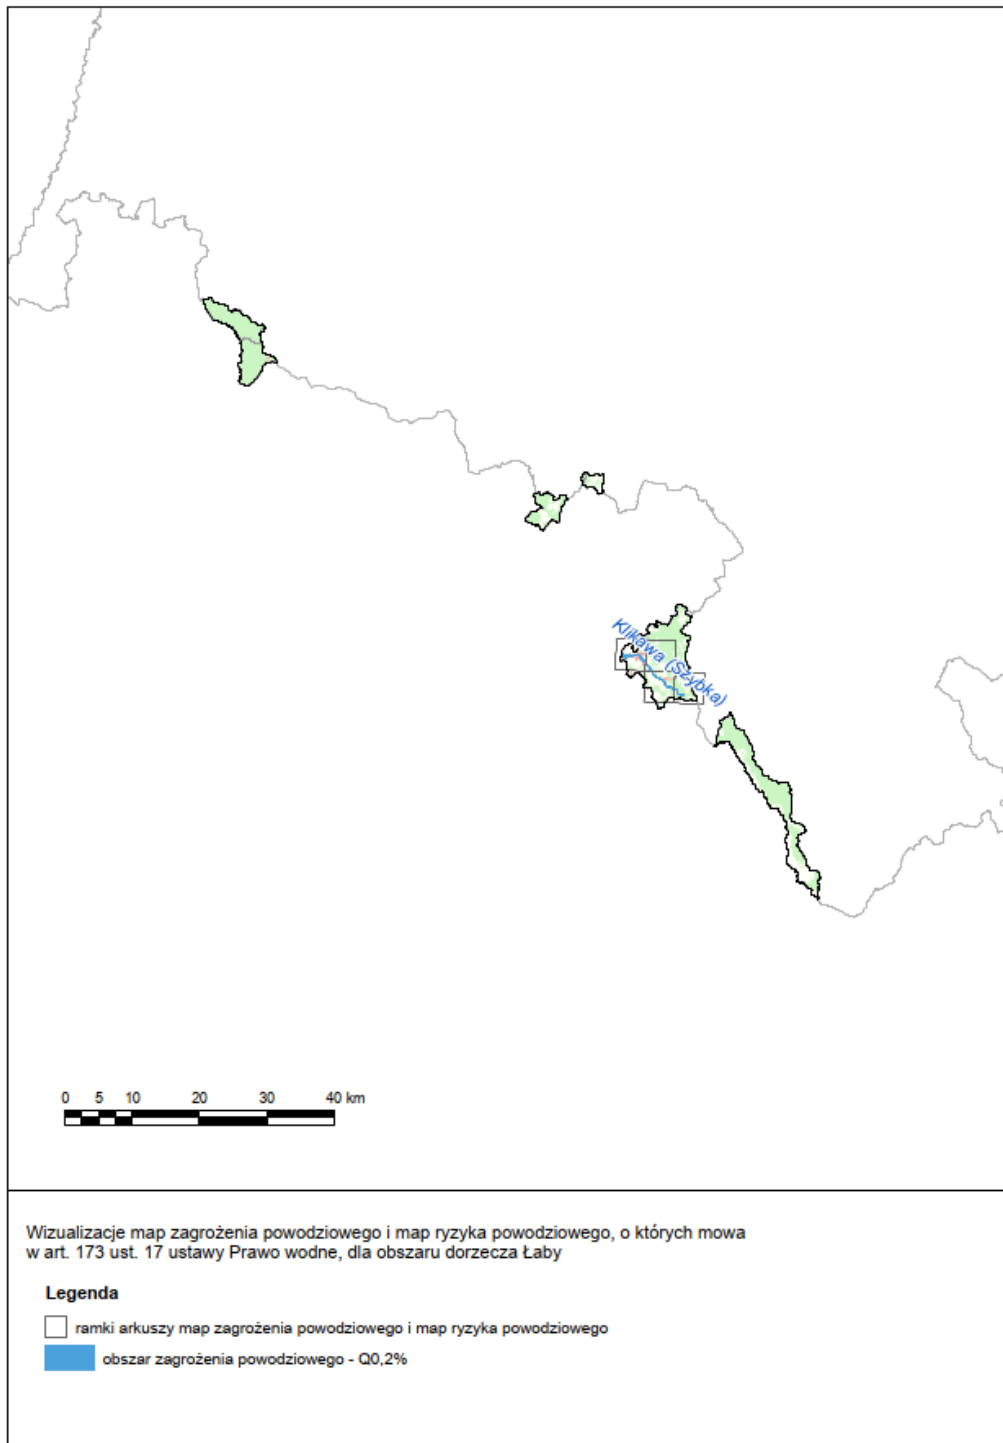 Klikawa (Szybka)
0 5 10 20 30 40 km
Wizualizacje map zagrożenia powodziowego i map ryzyka powodziowego, o których mowa
w art. 173 ust. 17 ustawy Prawo wodne, dla obszaru dorzecza Łaby
Legenda
ramki arkuszy map zagrożenia powodziowego i map ryzyka powodziowego
obszar zagrożenia powodziowego - Q0,2%